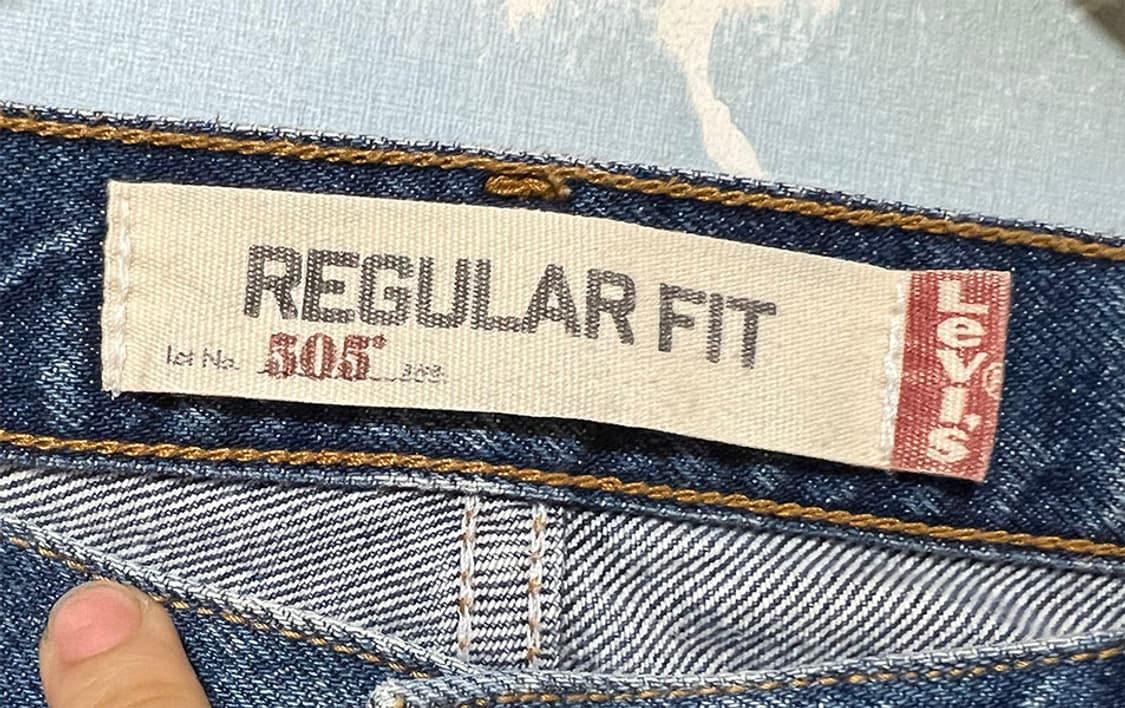 REGULAR FIT
Lot No. 505*
Levi's®